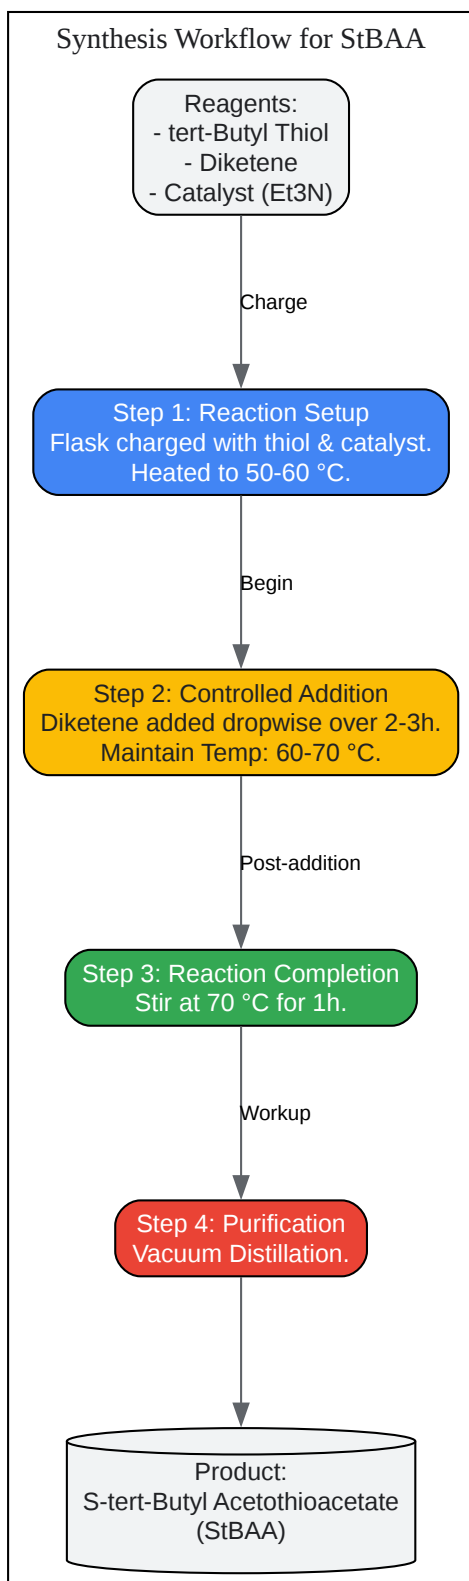 Synthesis Workflow for StBAA
Reagents:
- tert-Butyl Thiol
- Diketene
- Catalyst (Et3N)
Charge
Step 1: Reaction Setup
Flask charged with thiol & catalyst.
Heated to 50-60 °C.
Begin
Step 2: Controlled Addition
Diketene added dropwise over 2-3h.
Maintain Temp: 60-70 °C.
Post-addition
Step 3: Reaction Completion
Stir at 70 °C for 1h.
Workup
Step 4: Purification
Vacuum Distillation.
Product:
S-tert-Butyl Acetothioacetate
(StBAA)